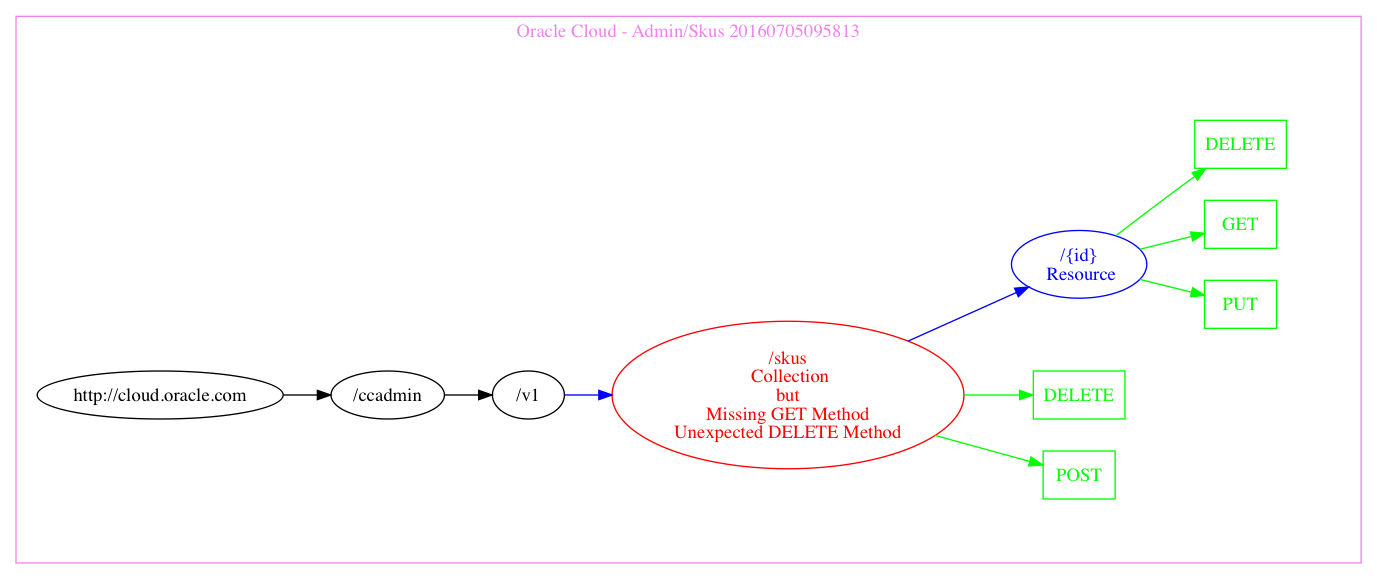 Oracle Cloud - Admin/Skus 20160705095813
http://cloud.oracle.com
/ccadmin
/v1
/skus
Collection
but
Missing GET Method
Unexpected DELETE Method
/{id}
Resource
DELETE
GET
PUT
DELETE
POST